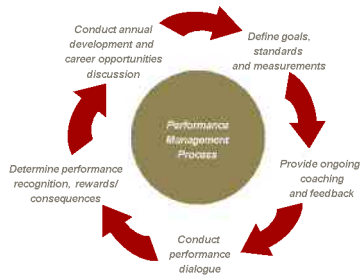 Conduct annual
development and
career opportunities
discussion
Define goals,
standards
and measurements
Performance
Management
Process
Provide ongoing
coaching
and feedback
Determine performance
recognition, rewards/
consequences
Conduct
performance
dialogue